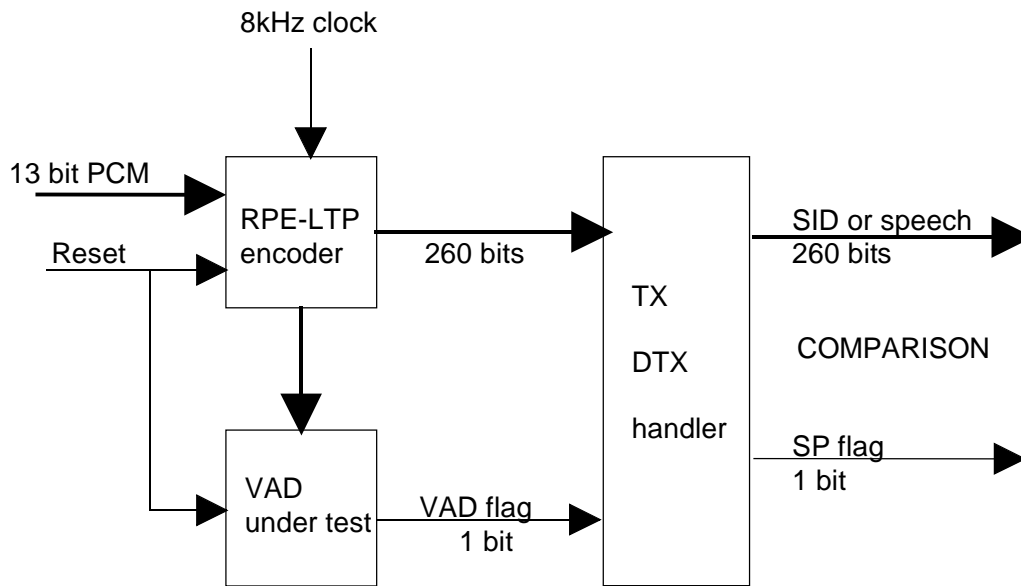 8kHz clock
13 bit PCM
RPE-LTP
encoder
Reset
260 bits
SID or speech
260 bits
TX
DTX
handler
COMPARISON
VAD
under test
VAD flag
1 bit
SP flag
1 bit